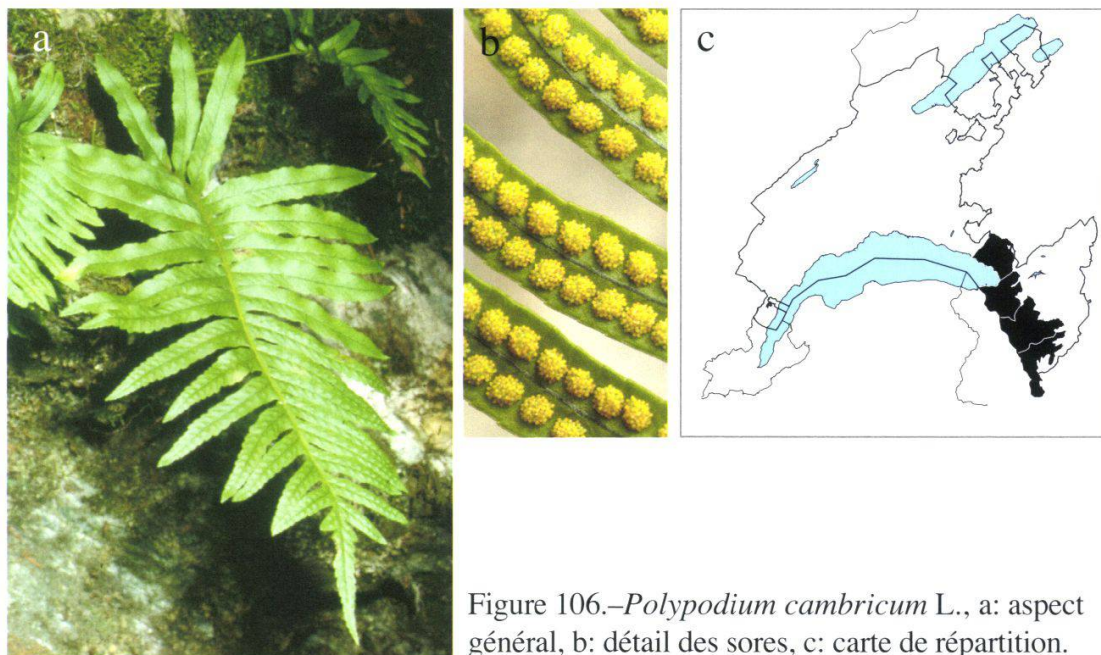 a
b
c
Figure 106.–Polypodium cambricum L., a: aspect
général, b: détail des sores, c: carte de répartition.